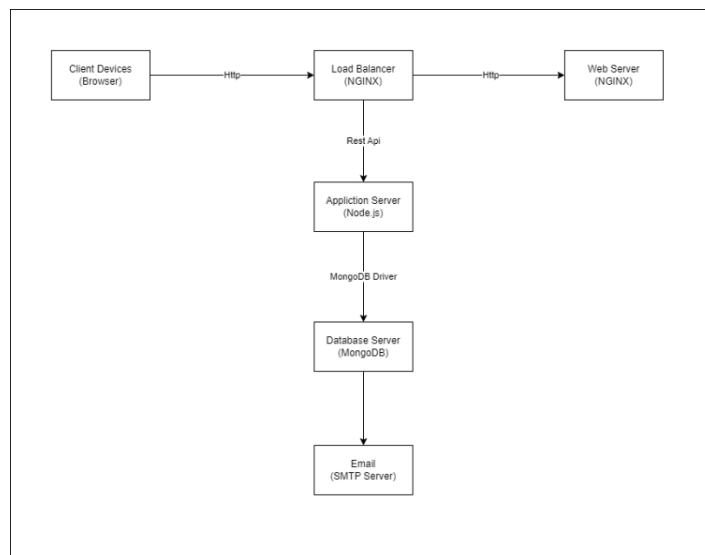 Client Devices
(Browser)
Http
Load Balancer
(NGINX)
Http
Web Server
(NGINX)
Rest Api
Appliction Server
(Node.js)
MongoDB Driver
Database Server
(MongoDB)
Email
(SMTP Server)